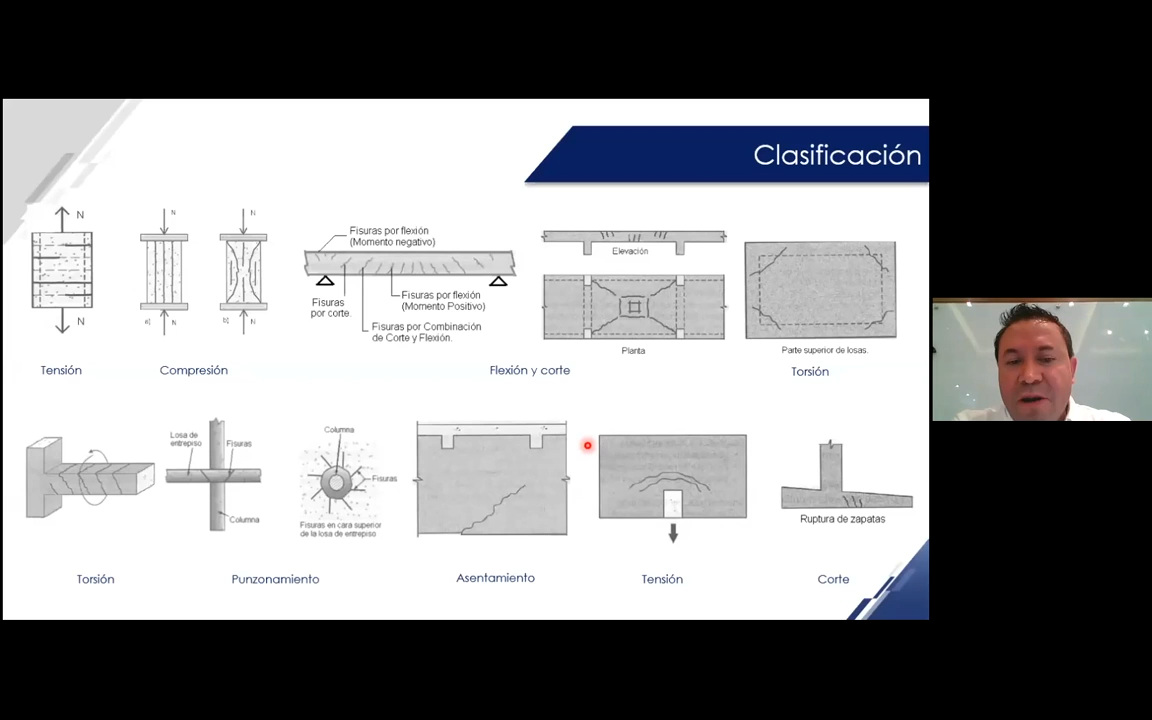 Clasificación
N
N
N
N
a)
N
b)
N
Fisuras por flexión
(Momento negativo)
Fisuras
por corte.
Fisuras por flexión
(Momento Positivo)
Fisuras por Combinación
de Corte y Flexión.
Elevación
Planta
Parte superior de losas.
Tensión
Compresión
Flexión y corte
Torsión
Losa de
entrepiso
Fisuras
Columna
Columna
Fisuras
Fisuras en cara superior
de la losa de entrepiso
Ruptura de zapatas
Torsión
Punzonamiento
Asentamiento
Tensión
Corte